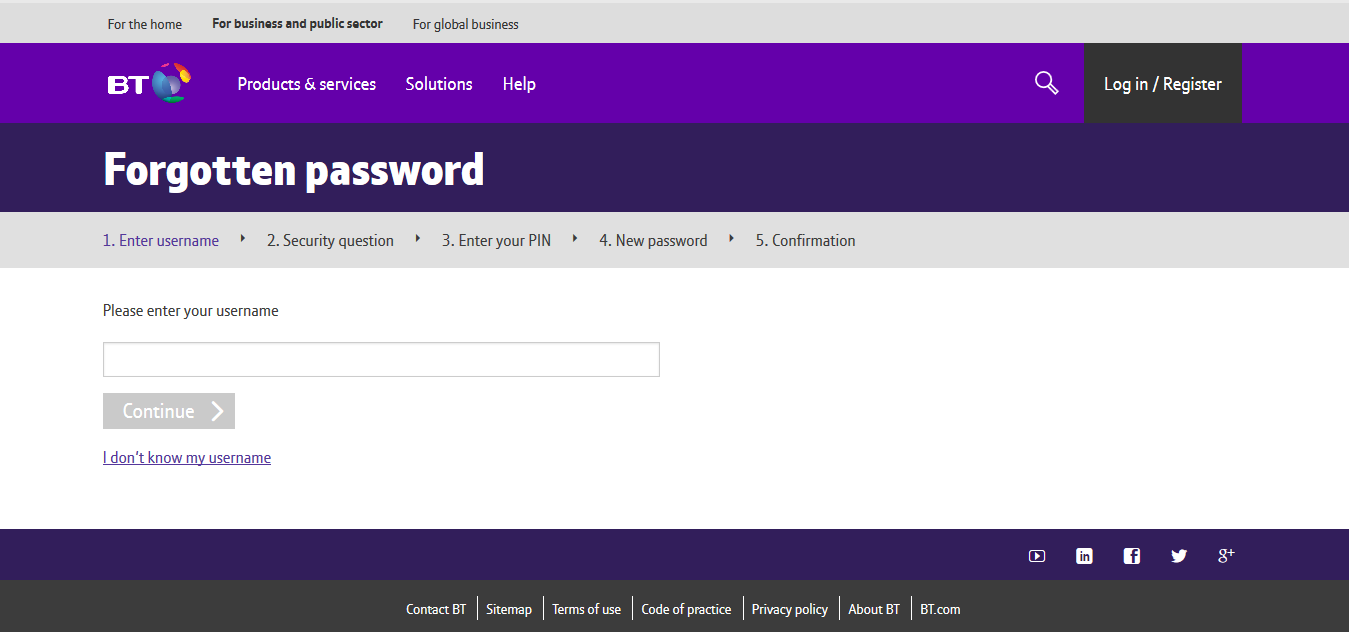 For the home For business and public sector For global business
BT Products & services Solutions Help Log in / Register
Forgotten password
1. Enter username 2. Security question 3. Enter your PIN 4. New password 5. Confirmation
Please enter your username
Continue
I don't know my username
in f g+
Contact BT Sitemap Terms of use Code of practice Privacy policy About BT BT.com